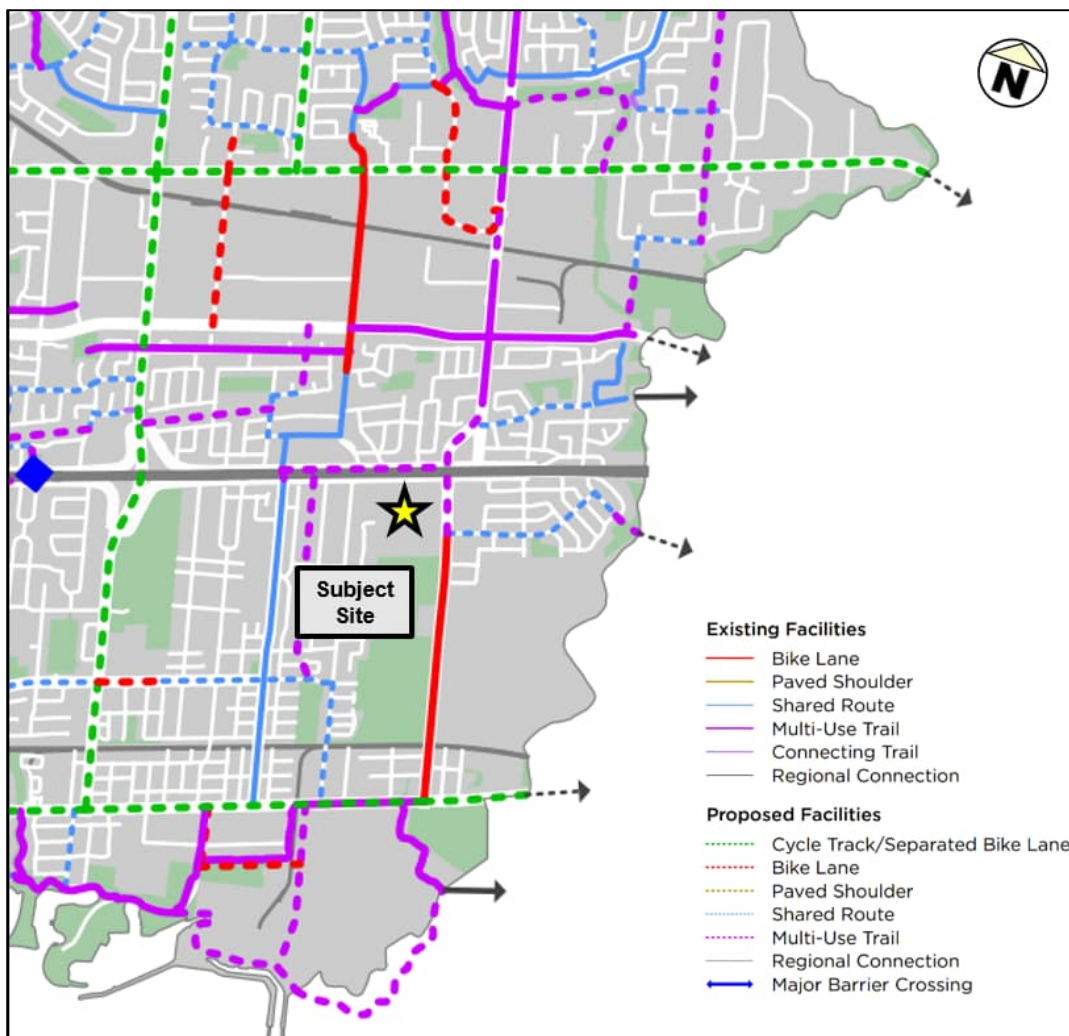 N
Subject
Site
Existing Facilities
Bike Lane
Paved Shoulder
Shared Route
Multi-Use Trail
Connecting Trail
Regional Connection
Proposed Facilities
Cycle Track/Separated Bike Lane
Bike Lane
Paved Shoulder
Shared Route
Multi-Use Trail
Regional Connection
Major Barrier Crossing